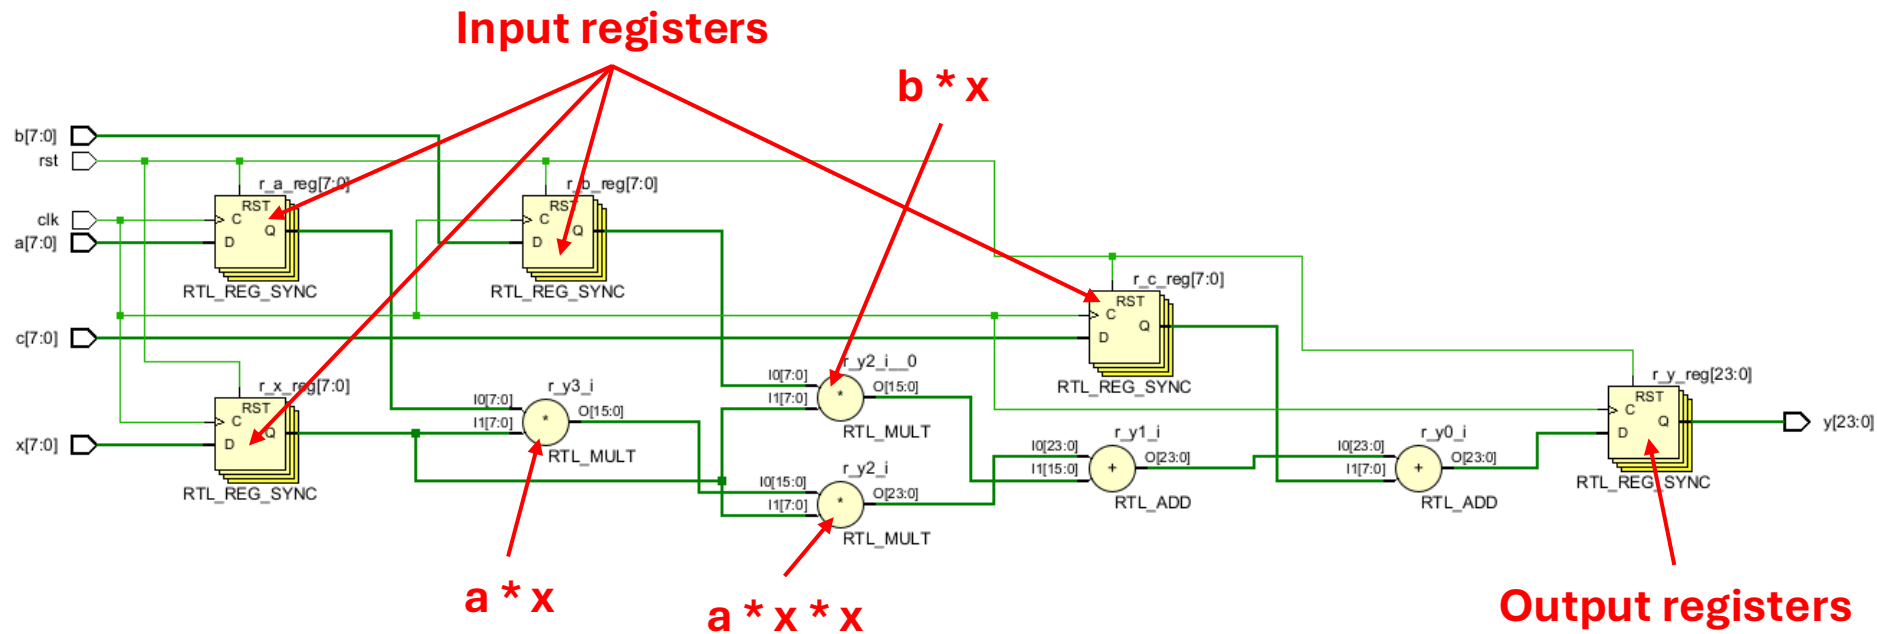 Input registers
b * x
b[7:0]
rst
r_a_reg[7:0]
r_b_reg[7:0]
clk
RST
C
Q
a[7:0]
D
RTL_REG_SYNC
RST
C
Q
D
RTL_REG_SYNC
r_c_reg[7:0]
RST
C
Q
D
RTL_REG_SYNC
c[7:0]
r_x_reg[7:0]
RST
C
Q
x[7:0]
D
RTL_REG_SYNC
r_y3_i
I0[7:0]
I1[7:0]
*
O[15:0]
RTL_MULT
r_y2_i__0
I0[7:0]
I1[7:0]
*
O[15:0]
RTL_MULT
r_y2_i
I0[15:0]
I1[7:0]
*
O[23:0]
RTL_MULT
r_y1_i
I0[23:0]
I1[15:0]
+
O[23:0]
RTL_ADD
r_y0_i
I0[23:0]
I1[7:0]
+
O[23:0]
RTL_ADD
r_y_reg[23:0]
RST
C
Q
D
RTL_REG_SYNC
y[23:0]
a * x
a * x * x
Output registers